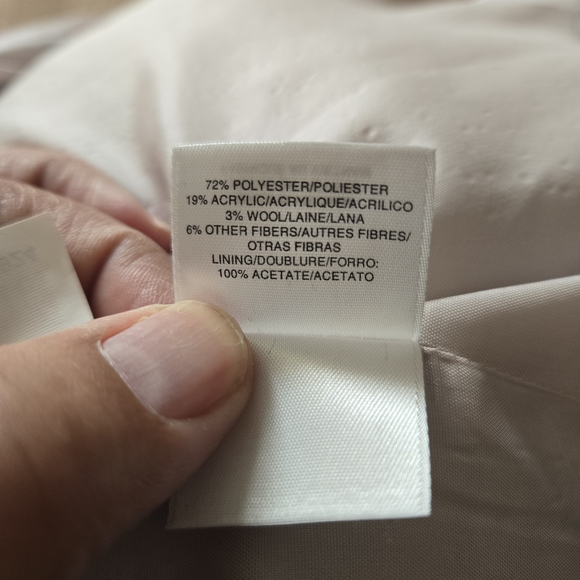 72% POLYESTER/POLIESTER
19% ACRYLIC/ACRYLIQUE/ACRILICO
3% WOOL/LAINE/LANA
6% OTHER FIBERS/AUTRES FIBRES/
OTRAS FIBRAS
LINING/DOUBLURE/FORRO:
100% ACETATE/ACETATO